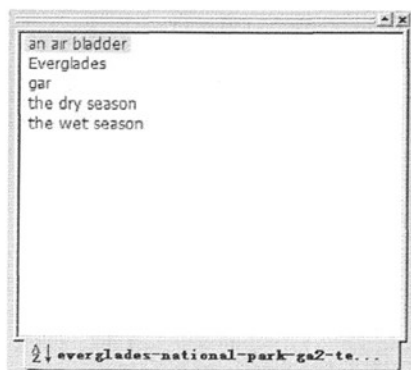 an air bladder
Everglades
gar
the dry season
the wet season
everglades-national-park-ga2-te...